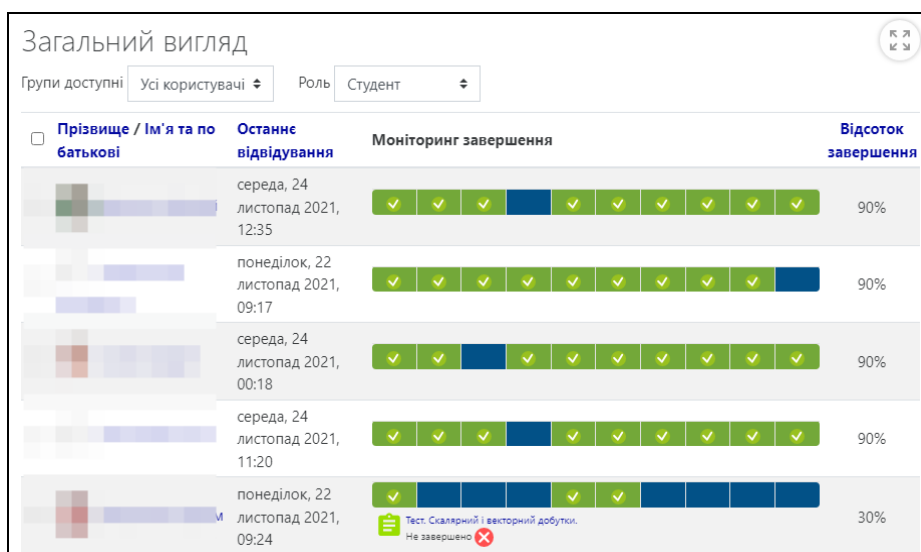 Загальний вигляд
Групи доступні Усі користувачі Роль Студент
Прізвище / Ім'я та по батькові
Останнє відвідування
Моніторинг завершення
Відсоток завершення
середа, 24
листопад 2021,
12:35
90%
понеділок, 22
листопад 2021,
09:17
90%
середа, 24
листопад 2021,
00:18
90%
середа, 24
листопад 2021,
11:20
90%
понеділок, 22
листопад 2021,
09:24
Тест. Скалярний і векторний добутки.
Не завершено
30%